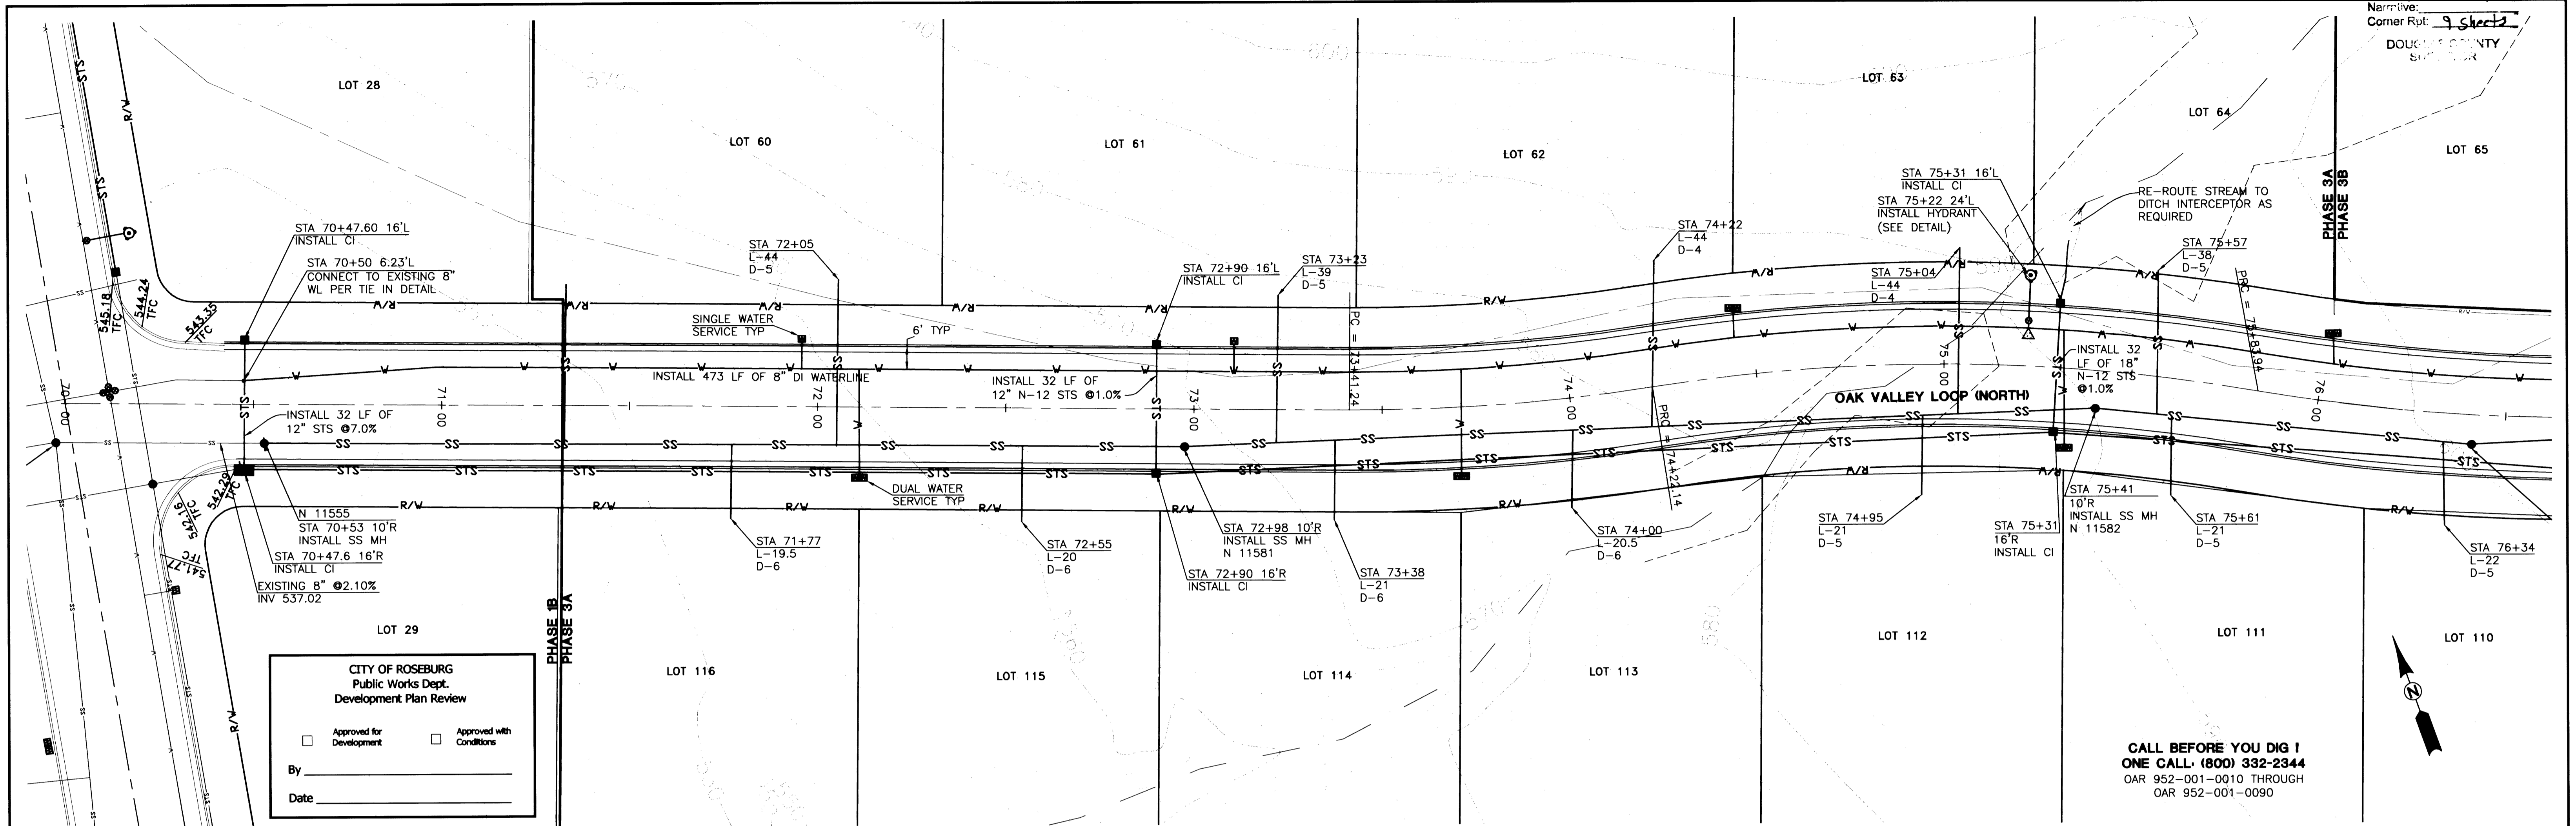 Narrative:
Corner Rpt: 9 Sheets
DOUGLAS COUNTY
LOT 28
LOT 60
LOT 61
LOT 62
LOT 63
LOT 64
LOT 65
PHASE 3A
PHASE 3B
STA 70+47.60 16'L
INSTALL CI
STA 70+50 6.23'L
CONNECT TO EXISTING 8"
WL PER TIE IN DETAIL
STA 72+05
L-44
D-5
STA 72+90 16'L
INSTALL CI
STA 73+23
L-39
D-5
STA 74+22
L-44
D-4
STA 75+31 16'L
INSTALL CI
STA 75+22 24'L
INSTALL HYDRANT
(SEE DETAIL)
STA 75+04
L-44
D-4
RE-ROUTE STREAM TO
DITCH INTERCEPTOR AS
REQUIRED
STA 75+57
L-38
D-5
545.18
TFC
544.24
TFC
543.35
TFC
SINGLE WATER
SERVICE TYP
6' TYP
INSTALL 473 LF OF 8" DI WATERLINE
INSTALL 32 LF OF
12" N-12 STS @1.0%
INSTALL 32 LF OF
12" STS @7.0%
INSTALL 32
LF OF 18"
N-12 STS
@1.0%
PC = 73+41.24
PRC = 74+22.14
PRC = 75+83.94
70+00
71+00
72+00
73+00
74+00
75+00
76+00
OAK VALLEY LOOP (NORTH)
DUAL WATER
SERVICE TYP
542.29
TFC
542.16
TFC
541.77
TFC
N 11555
STA 70+53 10'R
INSTALL SS MH
STA 70+47.6 16'R
INSTALL CI
EXISTING 8" @2.10%
INV 537.02
STA 71+77
L-19.5
D-6
STA 72+55
L-20
D-6
STA 72+98 10'R
INSTALL SS MH
N 11581
STA 72+90 16'R
INSTALL CI
STA 73+38
L-21
D-6
STA 74+00
L-20.5
D-6
STA 74+95
L-21
D-5
STA 75+31
16'R
INSTALL CI
STA 75+41
10'R
INSTALL SS MH
N 11582
STA 75+61
L-21
D-5
STA 76+34
L-22
D-5
PHASE 1B
PHASE 3A
LOT 29
LOT 116
LOT 115
LOT 114
LOT 113
LOT 112
LOT 111
LOT 110
570
600
580
CITY OF ROSEBURG
Public Works Dept.
Development Plan Review
Approved for
Development
Approved with
Conditions
By
Date
N
CALL BEFORE YOU DIG !
ONE CALL: (800) 332-2344
OAR 952-001-0010 THROUGH
OAR 952-001-0090
R/W
STS
SS
W